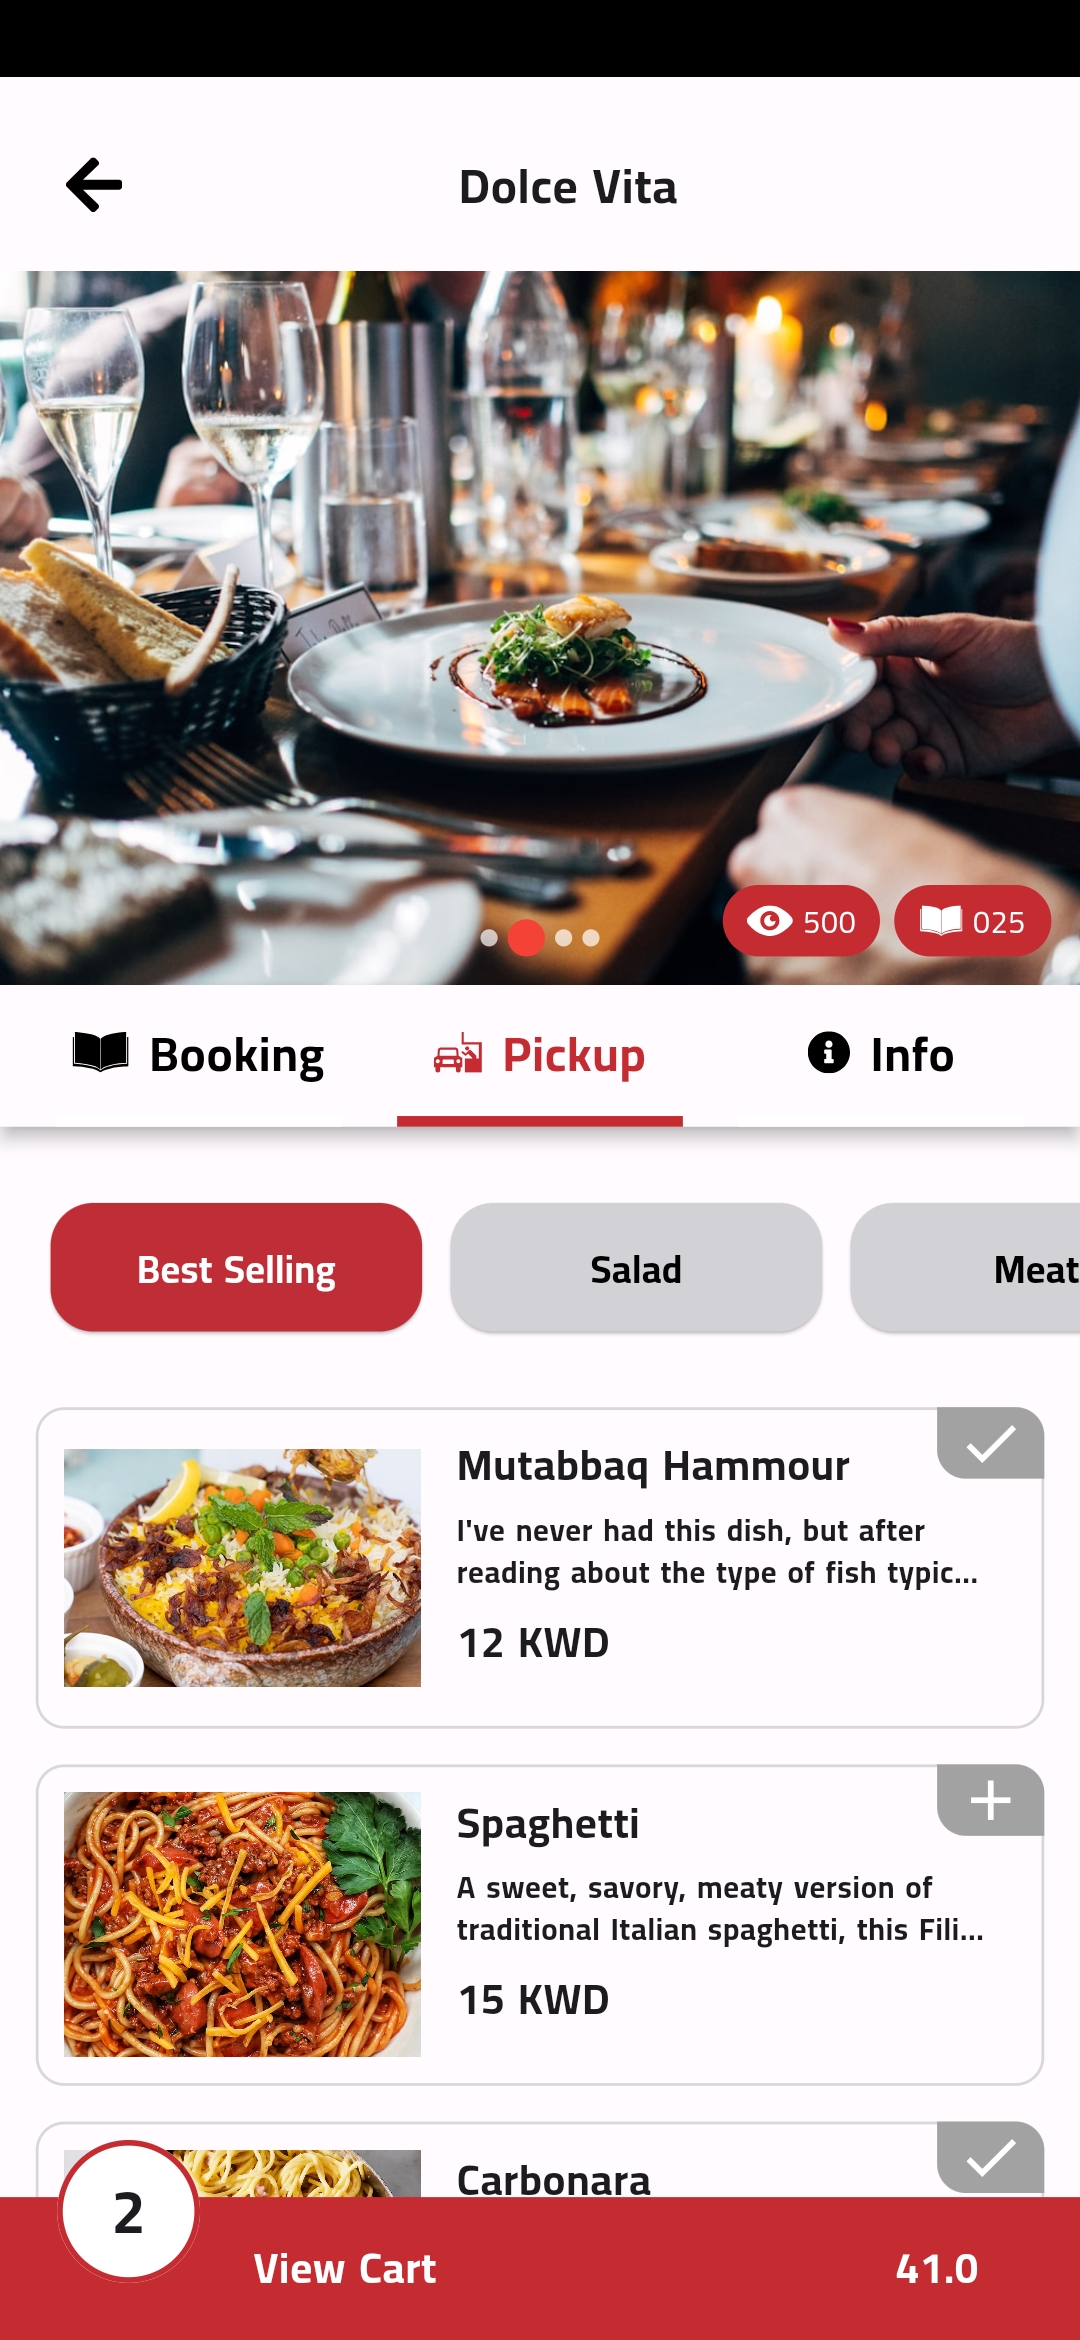 Dolce Vita
500
025
Booking
Pickup
Info
Best Selling
Salad
Meat
Mutabbaq Hammour
I've never had this dish, but after
reading about the type of fish typic...
12 KWD
Spaghetti
A sweet, savory, meaty version of
traditional Italian spaghetti, this Fili...
15 KWD
Carbonara
2
View Cart
41.0